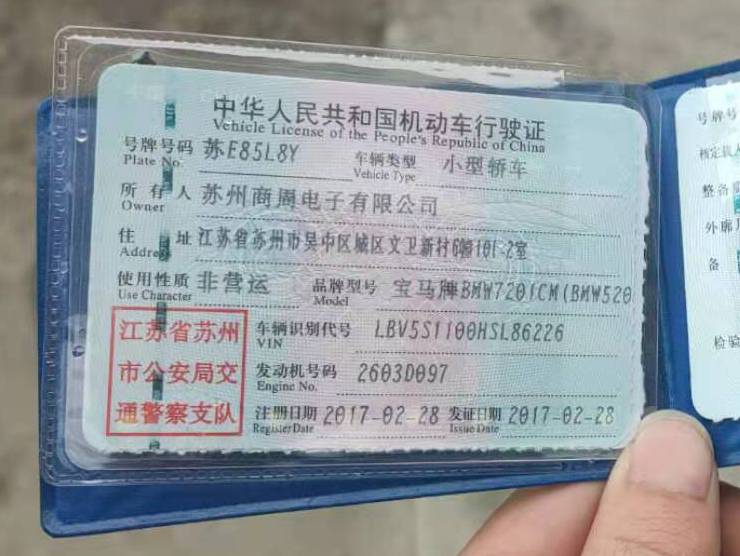 中华人民共和国机动车行驶证
Vehicle License of the People's Republic of China
号牌号码 苏E85L8Y 车辆类型 小型轿车
Plate No. Vehicle Type
所有人 苏州商周电子有限公司
Owner
住址 江苏省苏州市吴中区城区文卫新村6幢101-2室
Address
使用性质 非营运 品牌型号 宝马牌BMW7201CM(BMW520
Use Character Model
江苏省苏州
市公安局交
通警察支队
车辆识别代号 LBV5S1100HSL86226
VIN
发动机号码 2603D097
Engine No.
注册日期 2017-02-28 发证日期 2017-02-28
Register Date Issue Date
号牌号
核定载人
整备
外廓
备
检验